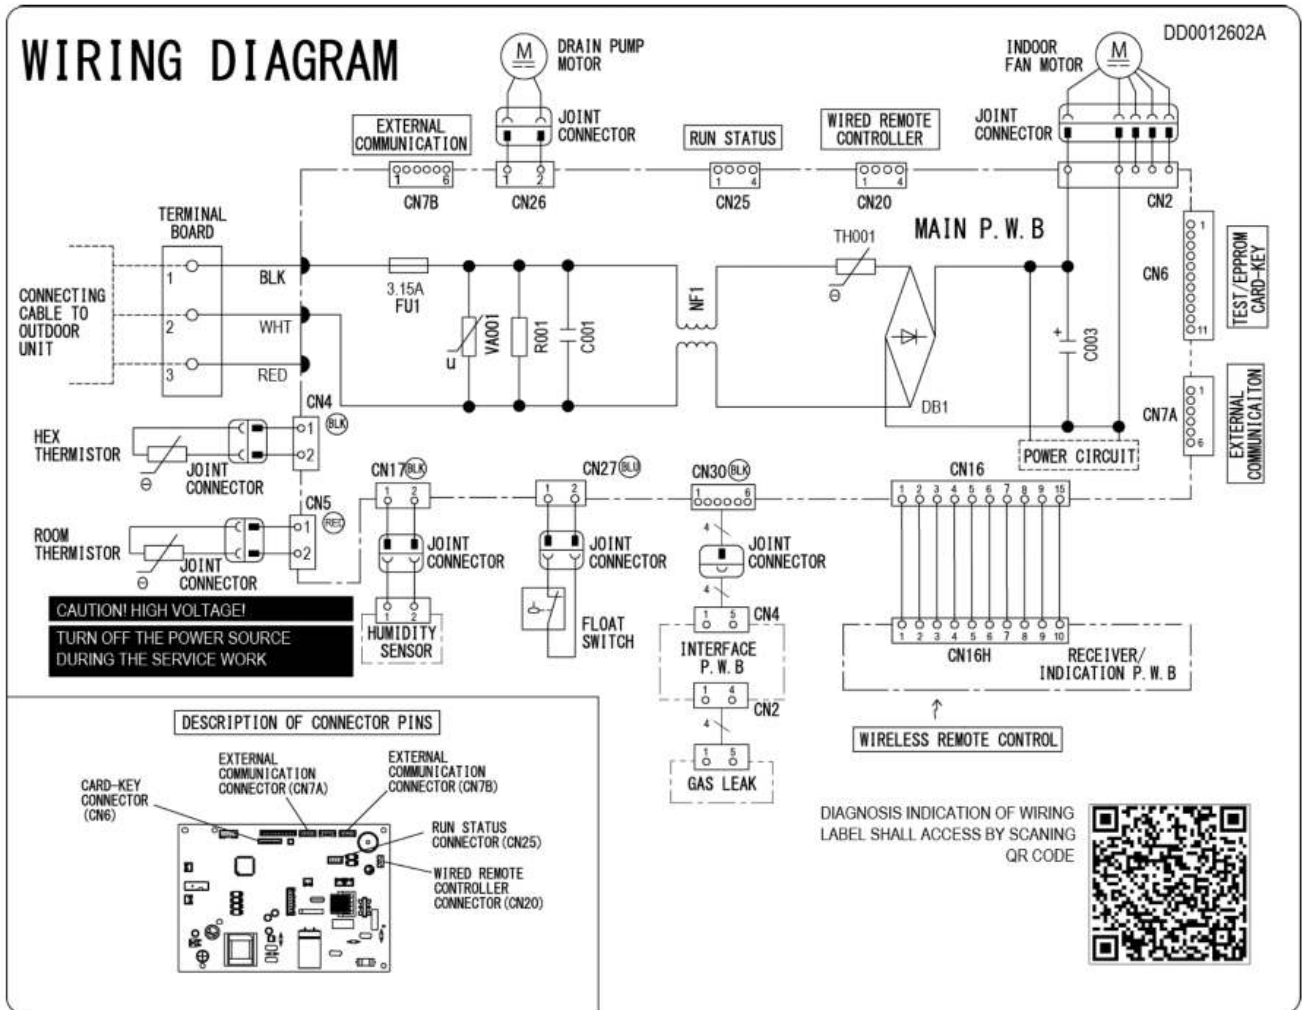 WIRING DIAGRAM
DD0012602A
M
DRAIN PUMP
MOTOR
INDOOR
FAN MOTOR
M
JOINT
CONNECTOR
JOINT
CONNECTOR
EXTERNAL
COMMUNICATION
RUN STATUS
WIRED REMOTE
CONTROLLER
1 6
1 2
1 4
1 4
CN7B
CN26
CN25
CN20
CN2
MAIN P.W.B
TERMINAL
BOARD
CONNECTING
CABLE TO
OUTDOOR
UNIT
1
BLK
2
WHT
3
RED
3.15A
FU1
u
VA001
R001
C001
NF1
TH001
Θ
DB1
+
C003
POWER CIRCUIT
CN6
1
11
TEST/EPPROM
CARD-KEY
CN7A
1
6
EXTERNAL
COMMUNICAITON
HEX
THERMISTOR
Θ
JOINT
CONNECTOR
CN4
BLK
1
2
ROOM
THERMISTOR
Θ
JOINT
CONNECTOR
CN5
RED
1
2
CN17 BLK
1 2
JOINT
CONNECTOR
1 2
HUMIDITY
SENSOR
CN27 BLU
1 2
JOINT
CONNECTOR
FLOAT
SWITCH
CN30 BLK
1 6
4
JOINT
CONNECTOR
4
1 5
CN4
INTERFACE
P.W.B
1 4
CN2
4
1 5
GAS LEAK
CN16
1 2 3 4 5 6 7 8 9 15
1 2 3 4 5 6 7 8 9 10
CN16H
RECEIVER/
INDICATION P.W.B
WIRELESS REMOTE CONTROL
CAUTION! HIGH VOLTAGE!
TURN OFF THE POWER SOURCE
DURING THE SERVICE WORK
DESCRIPTION OF CONNECTOR PINS
CARD-KEY
CONNECTOR
(CN6)
EXTERNAL
COMMUNICATION
CONNECTOR(CN7A)
EXTERNAL
COMMUNICATION
CONNECTOR(CN7B)
RUN STATUS
CONNECTOR(CN25)
WIRED REMOTE
CONTROLLER
CONNECTOR(CN20)
DIAGNOSIS INDICATION OF WIRING
LABEL SHALL ACCESS BY SCANING
QR CODE